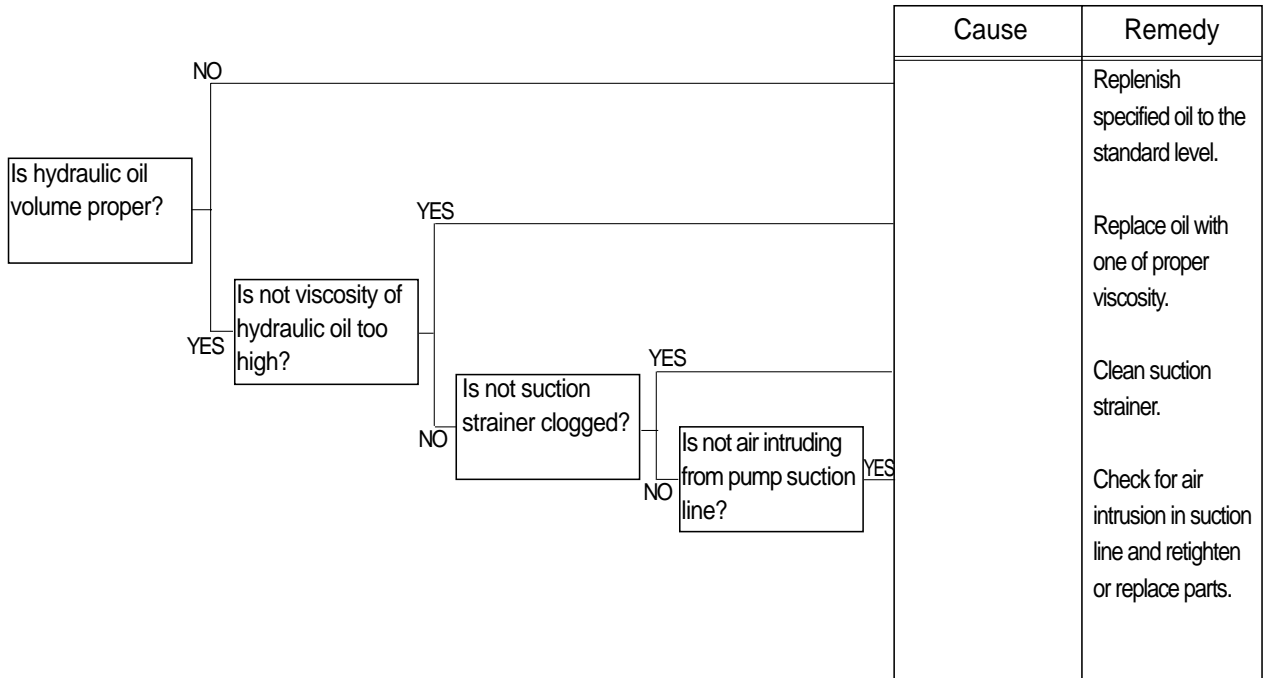 Cause
Remedy
NO
Replenish
specified oil to the
standard level.
Is hydraulic oil
volume proper?
YES
Replace oil with
one of proper
viscosity.
YES
Is not viscosity of
hydraulic oil too
high?
YES
Clean suction
strainer.
NO
Is not suction
strainer clogged?
NO
Is not air intruding
from pump suction
line?
YES
Check for air
intrusion in suction
line and retighten
or replace parts.